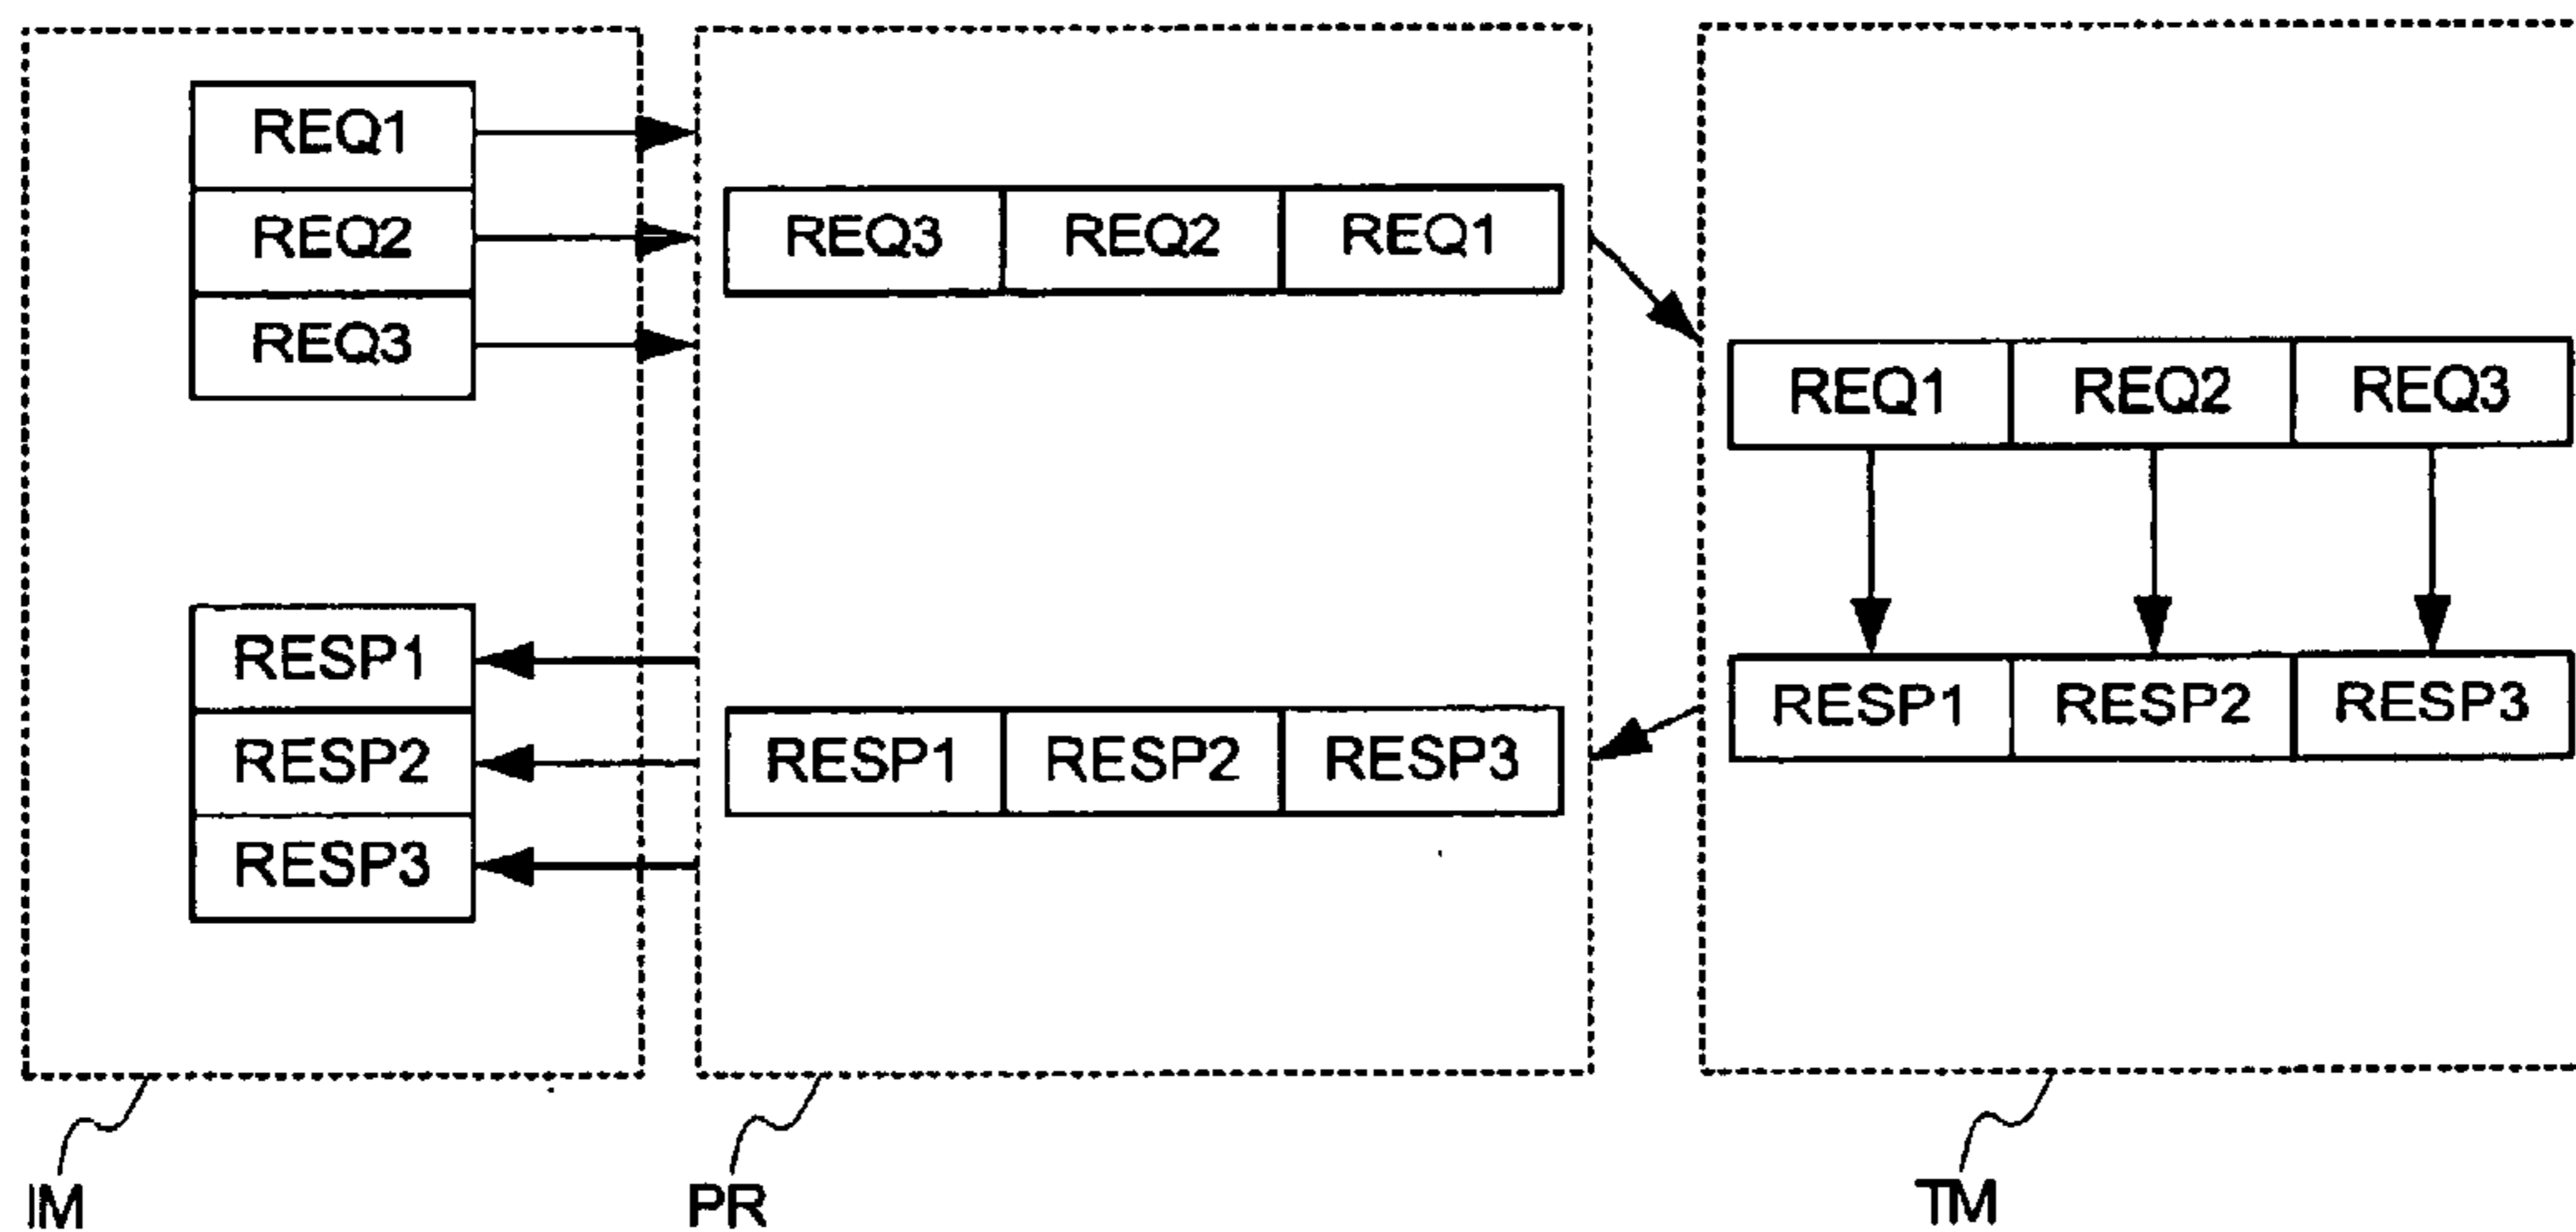 REQ1
REQ2
REQ3
REQ3 REQ2 REQ1
REQ1 REQ2 REQ3
RESP1
RESP2
RESP3
RESP1 RESP2 RESP3
RESP1 RESP2 RESP3
IM
PR
TM